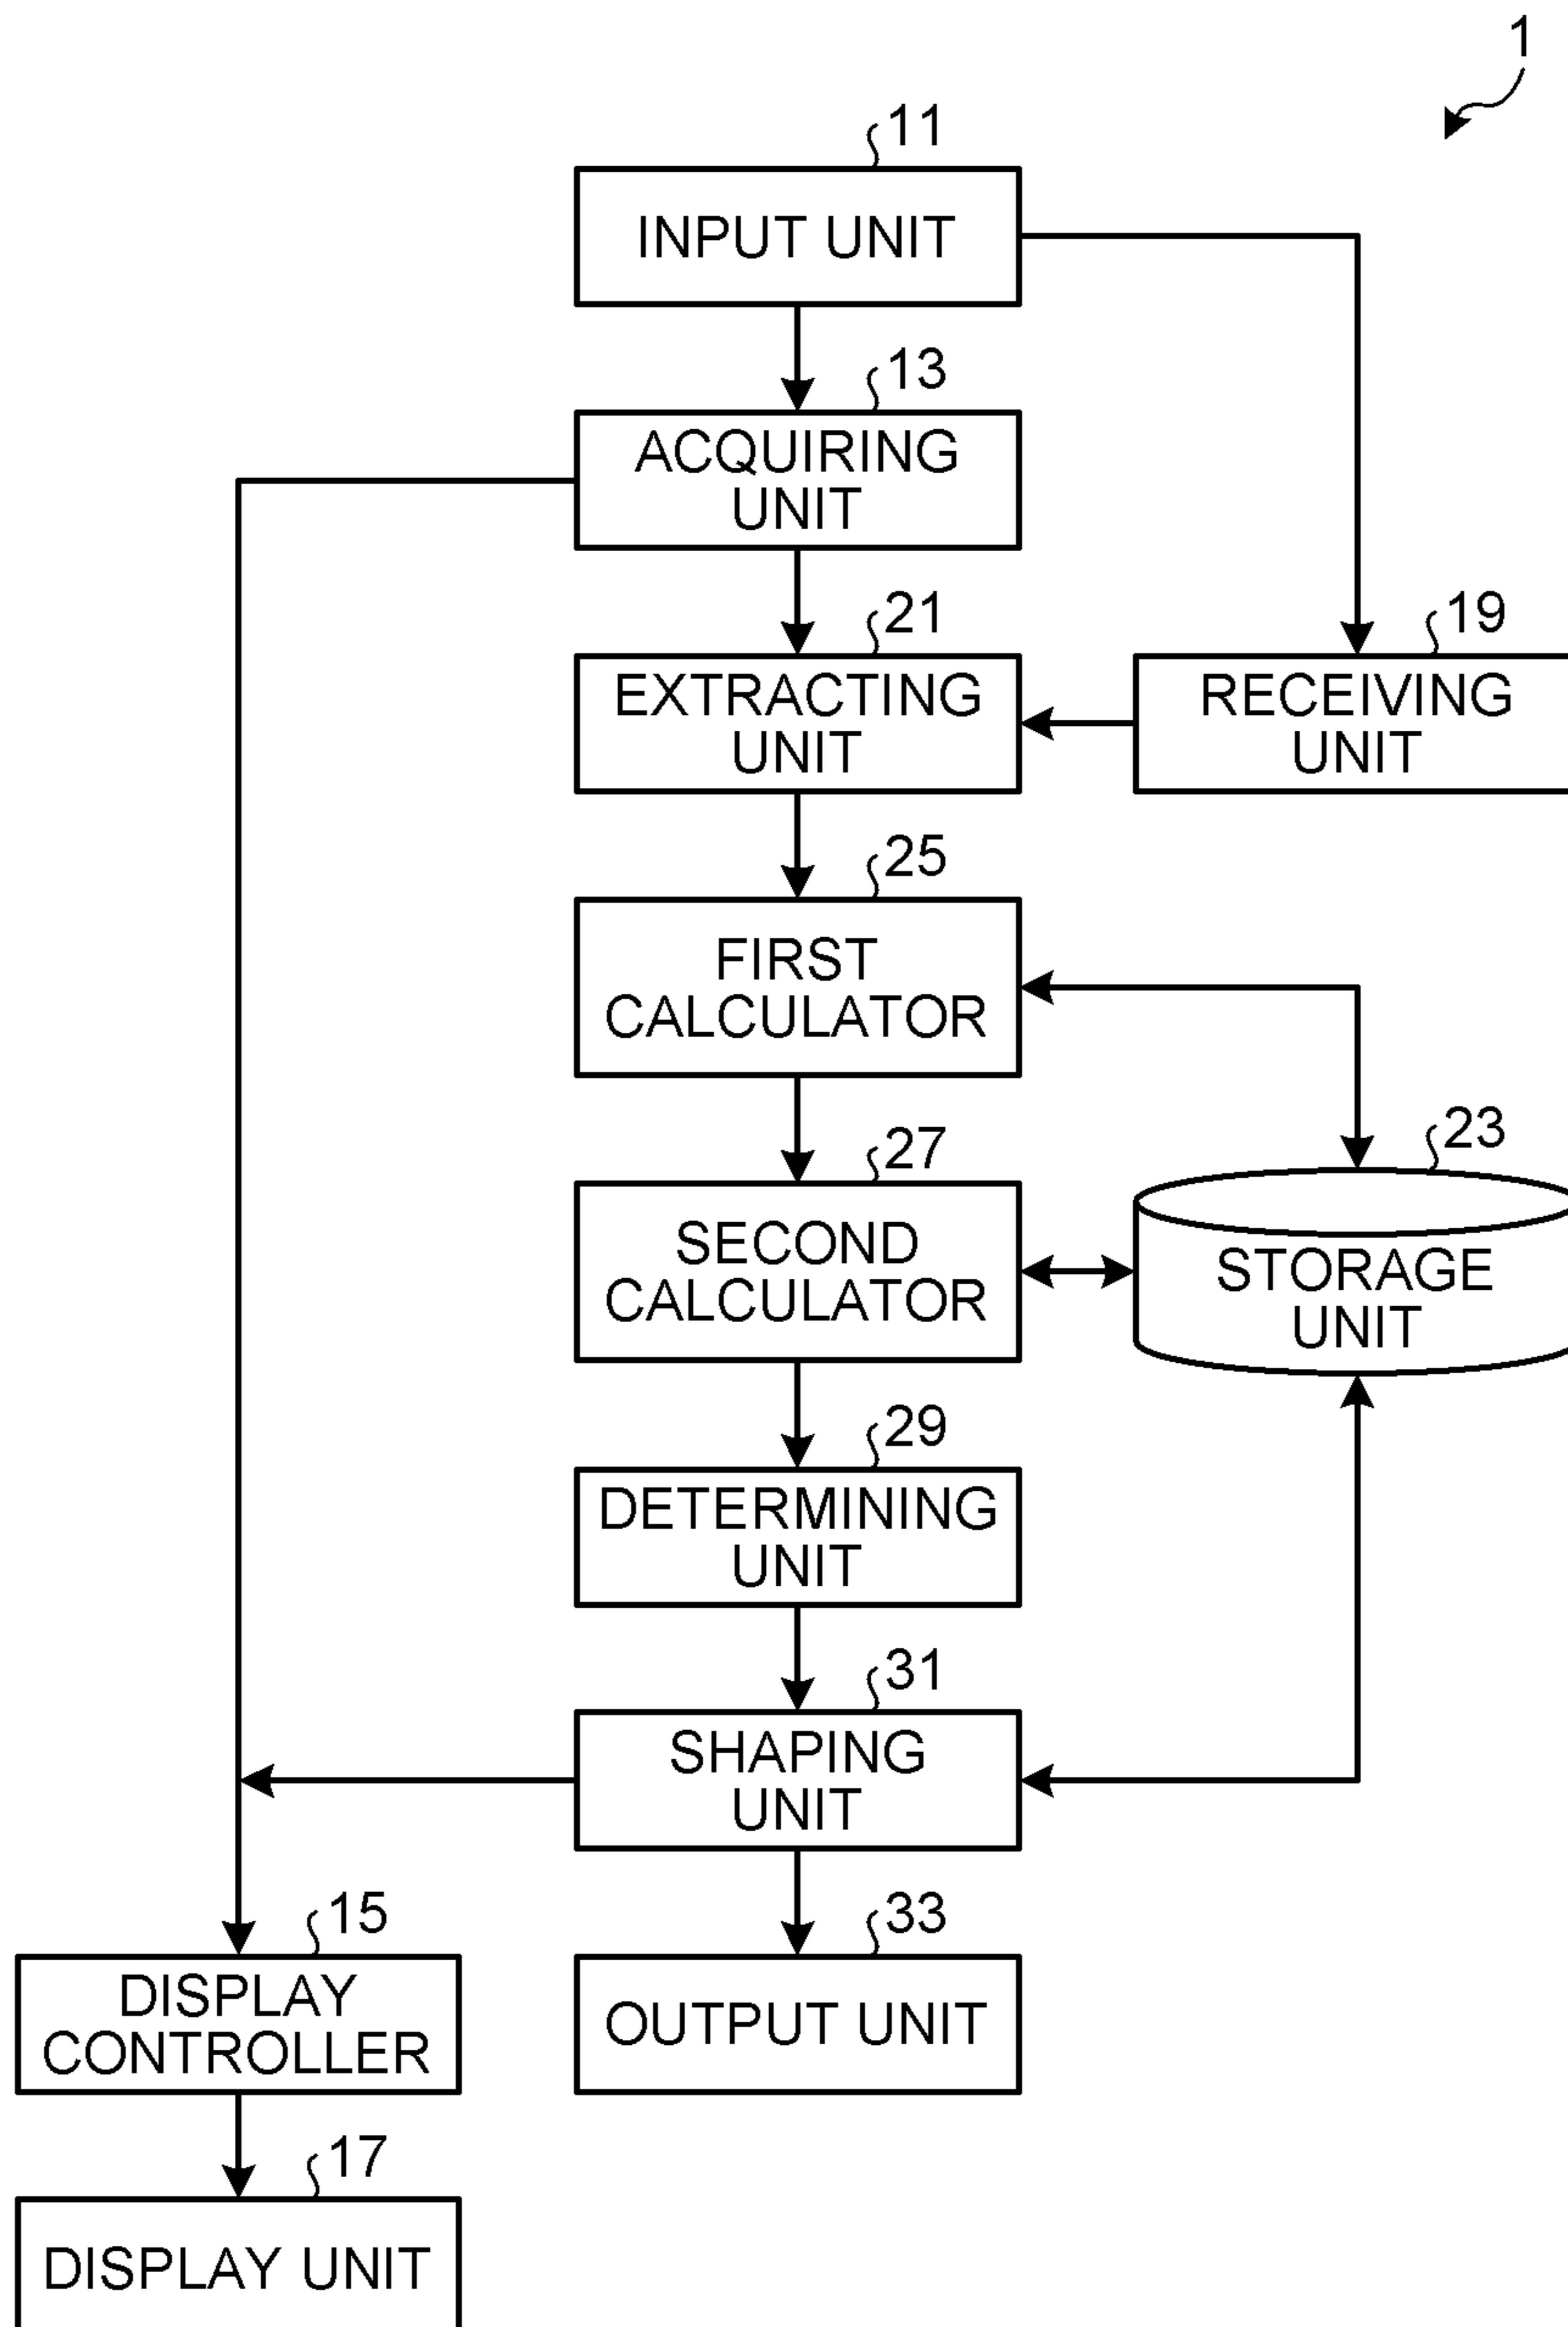 1
11
INPUT UNIT
13
ACQUIRING
UNIT
21
EXTRACTING
UNIT
19
RECEIVING
UNIT
25
FIRST
CALCULATOR
27
SECOND
CALCULATOR
23
STORAGE
UNIT
29
DETERMINING
UNIT
31
SHAPING
UNIT
15
DISPLAY
CONTROLLER
33
OUTPUT UNIT
17
DISPLAY UNIT